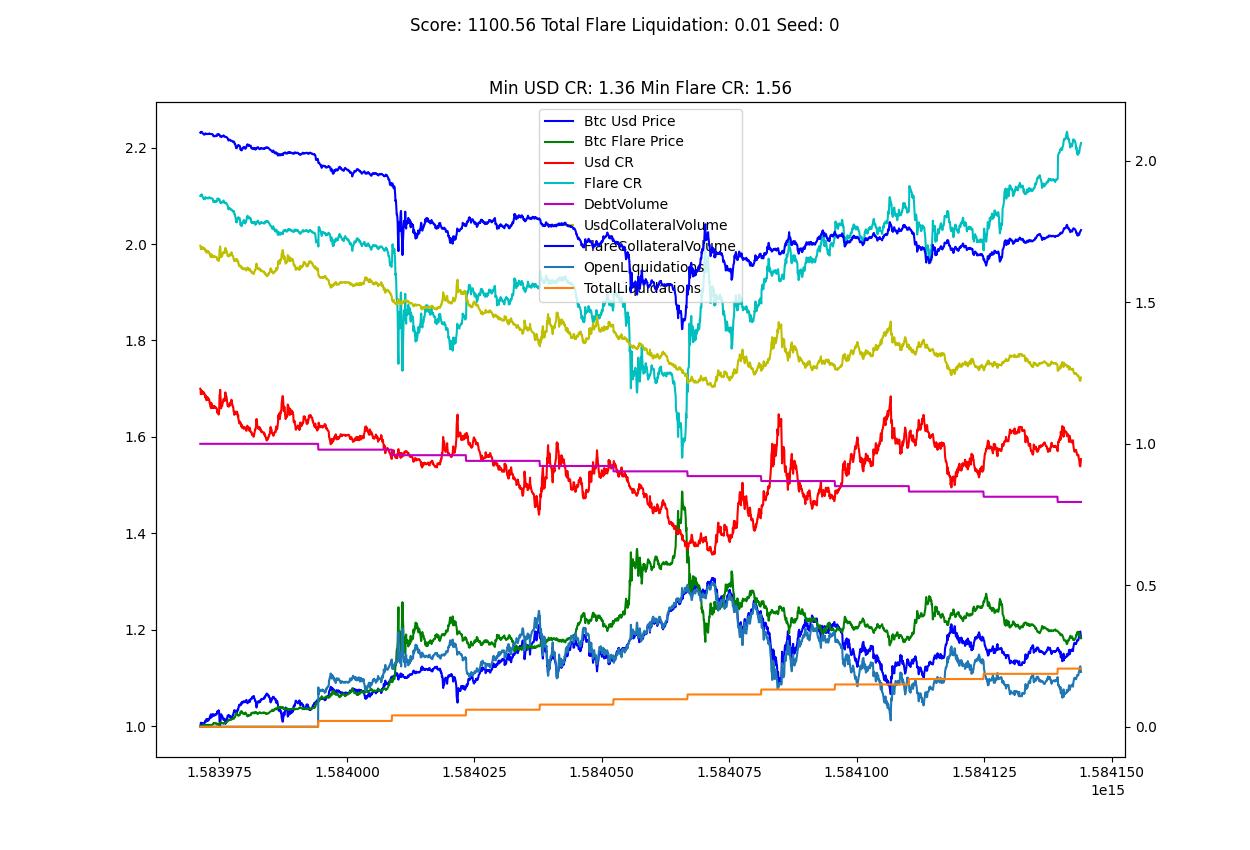 Score: 1100.56 Total Flare Liquidation: 0.01 Seed: 0
Min USD CR: 1.36 Min Flare CR: 1.56
Btc Usd Price
Btc Flare Price
Usd CR
Flare CR
DebtVolume
UsdCollateralVolume
FlareCollateralVolume
OpenLiquidations
TotalLiquidations
2.2
2.0
1.8
1.6
1.4
1.2
1.0
2.0
1.5
1.0
0.5
0.0
1.583975 1.584000 1.584025 1.584050 1.584075 1.584100 1.584125 1.584150
1e15